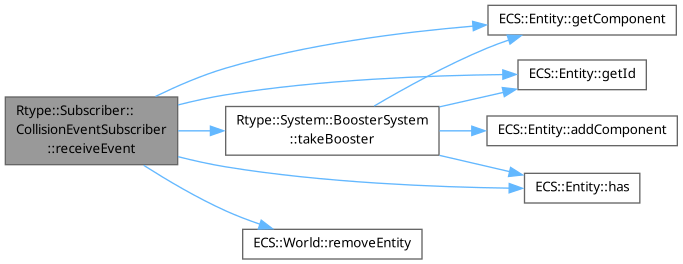 Rtype::Subscriber::
CollisionEventSubscriber
::receiveEvent
ECS::Entity::getComponent
ECS::Entity::getId
Rtype::System::BoosterSystem
::takeBooster
ECS::Entity::addComponent
ECS::Entity::has
ECS::World::removeEntity